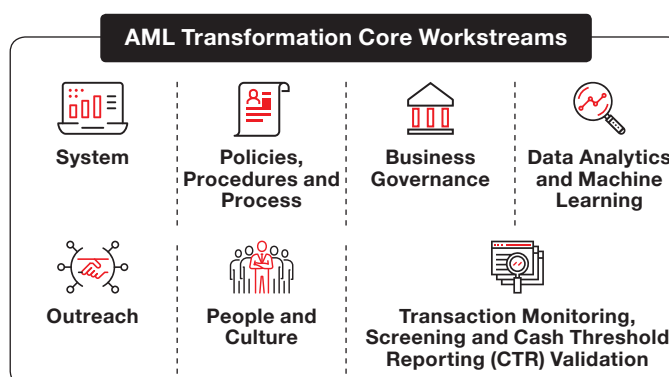 AML Transformation Core Workstreams
System
Policies,
Procedures and
Process
Business
Governance
Data Analytics
and Machine
Learning
Outreach
People and
Culture
Transaction Monitoring,
Screening and Cash Threshold
Reporting (CTR) Validation